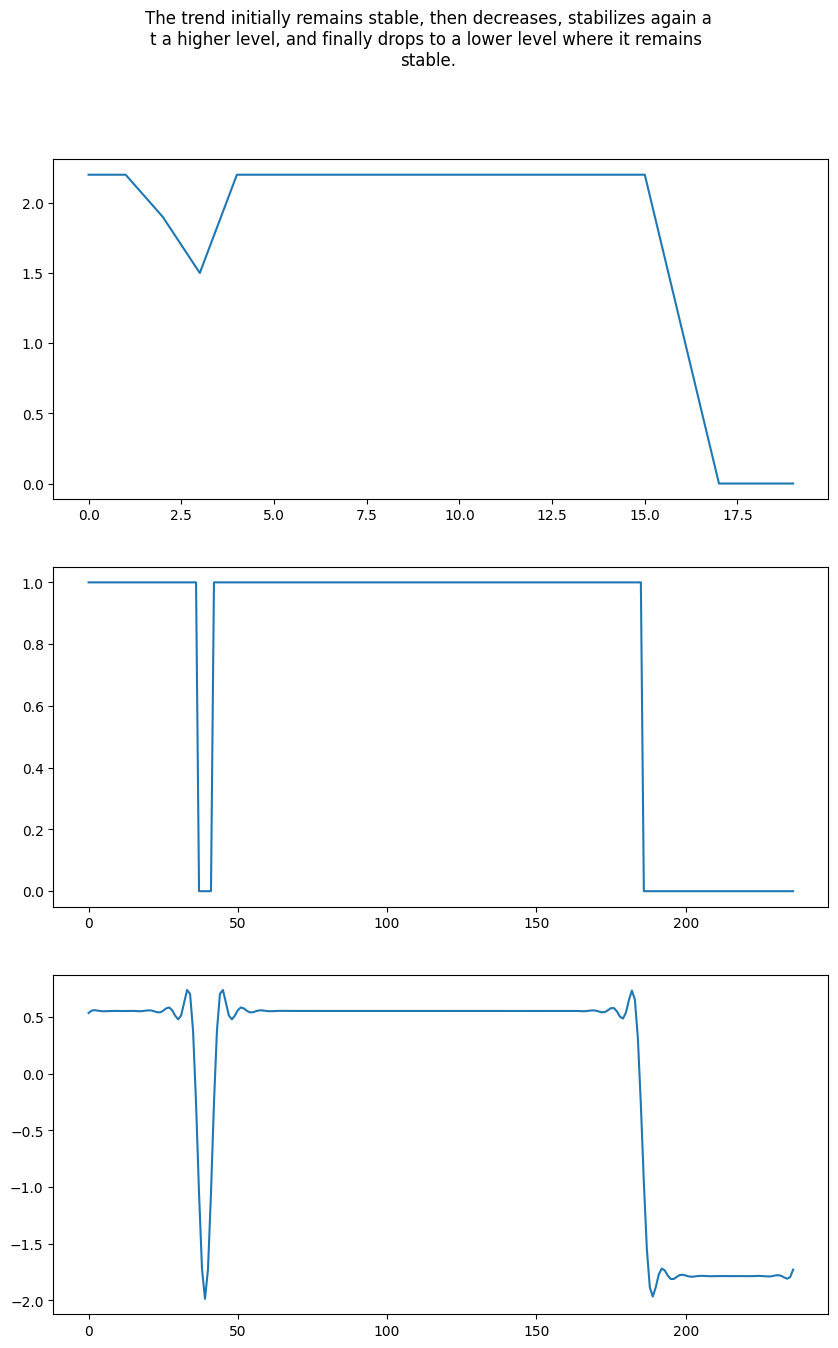 The trend initially remains stable, then decreases, stabilizes again a
t a higher level, and finally drops to a lower level where it remains
stable.
2.0
1.5
1.0
0.5
0.0
0.0 2.5 5.0 7.5 10.0 12.5 15.0 17.5
1.0
0.8
0.6
0.4
0.2
0.0
0 50 100 150 200
0.5
0.0
−0.5
−1.0
−1.5
−2.0
0 50 100 150 200